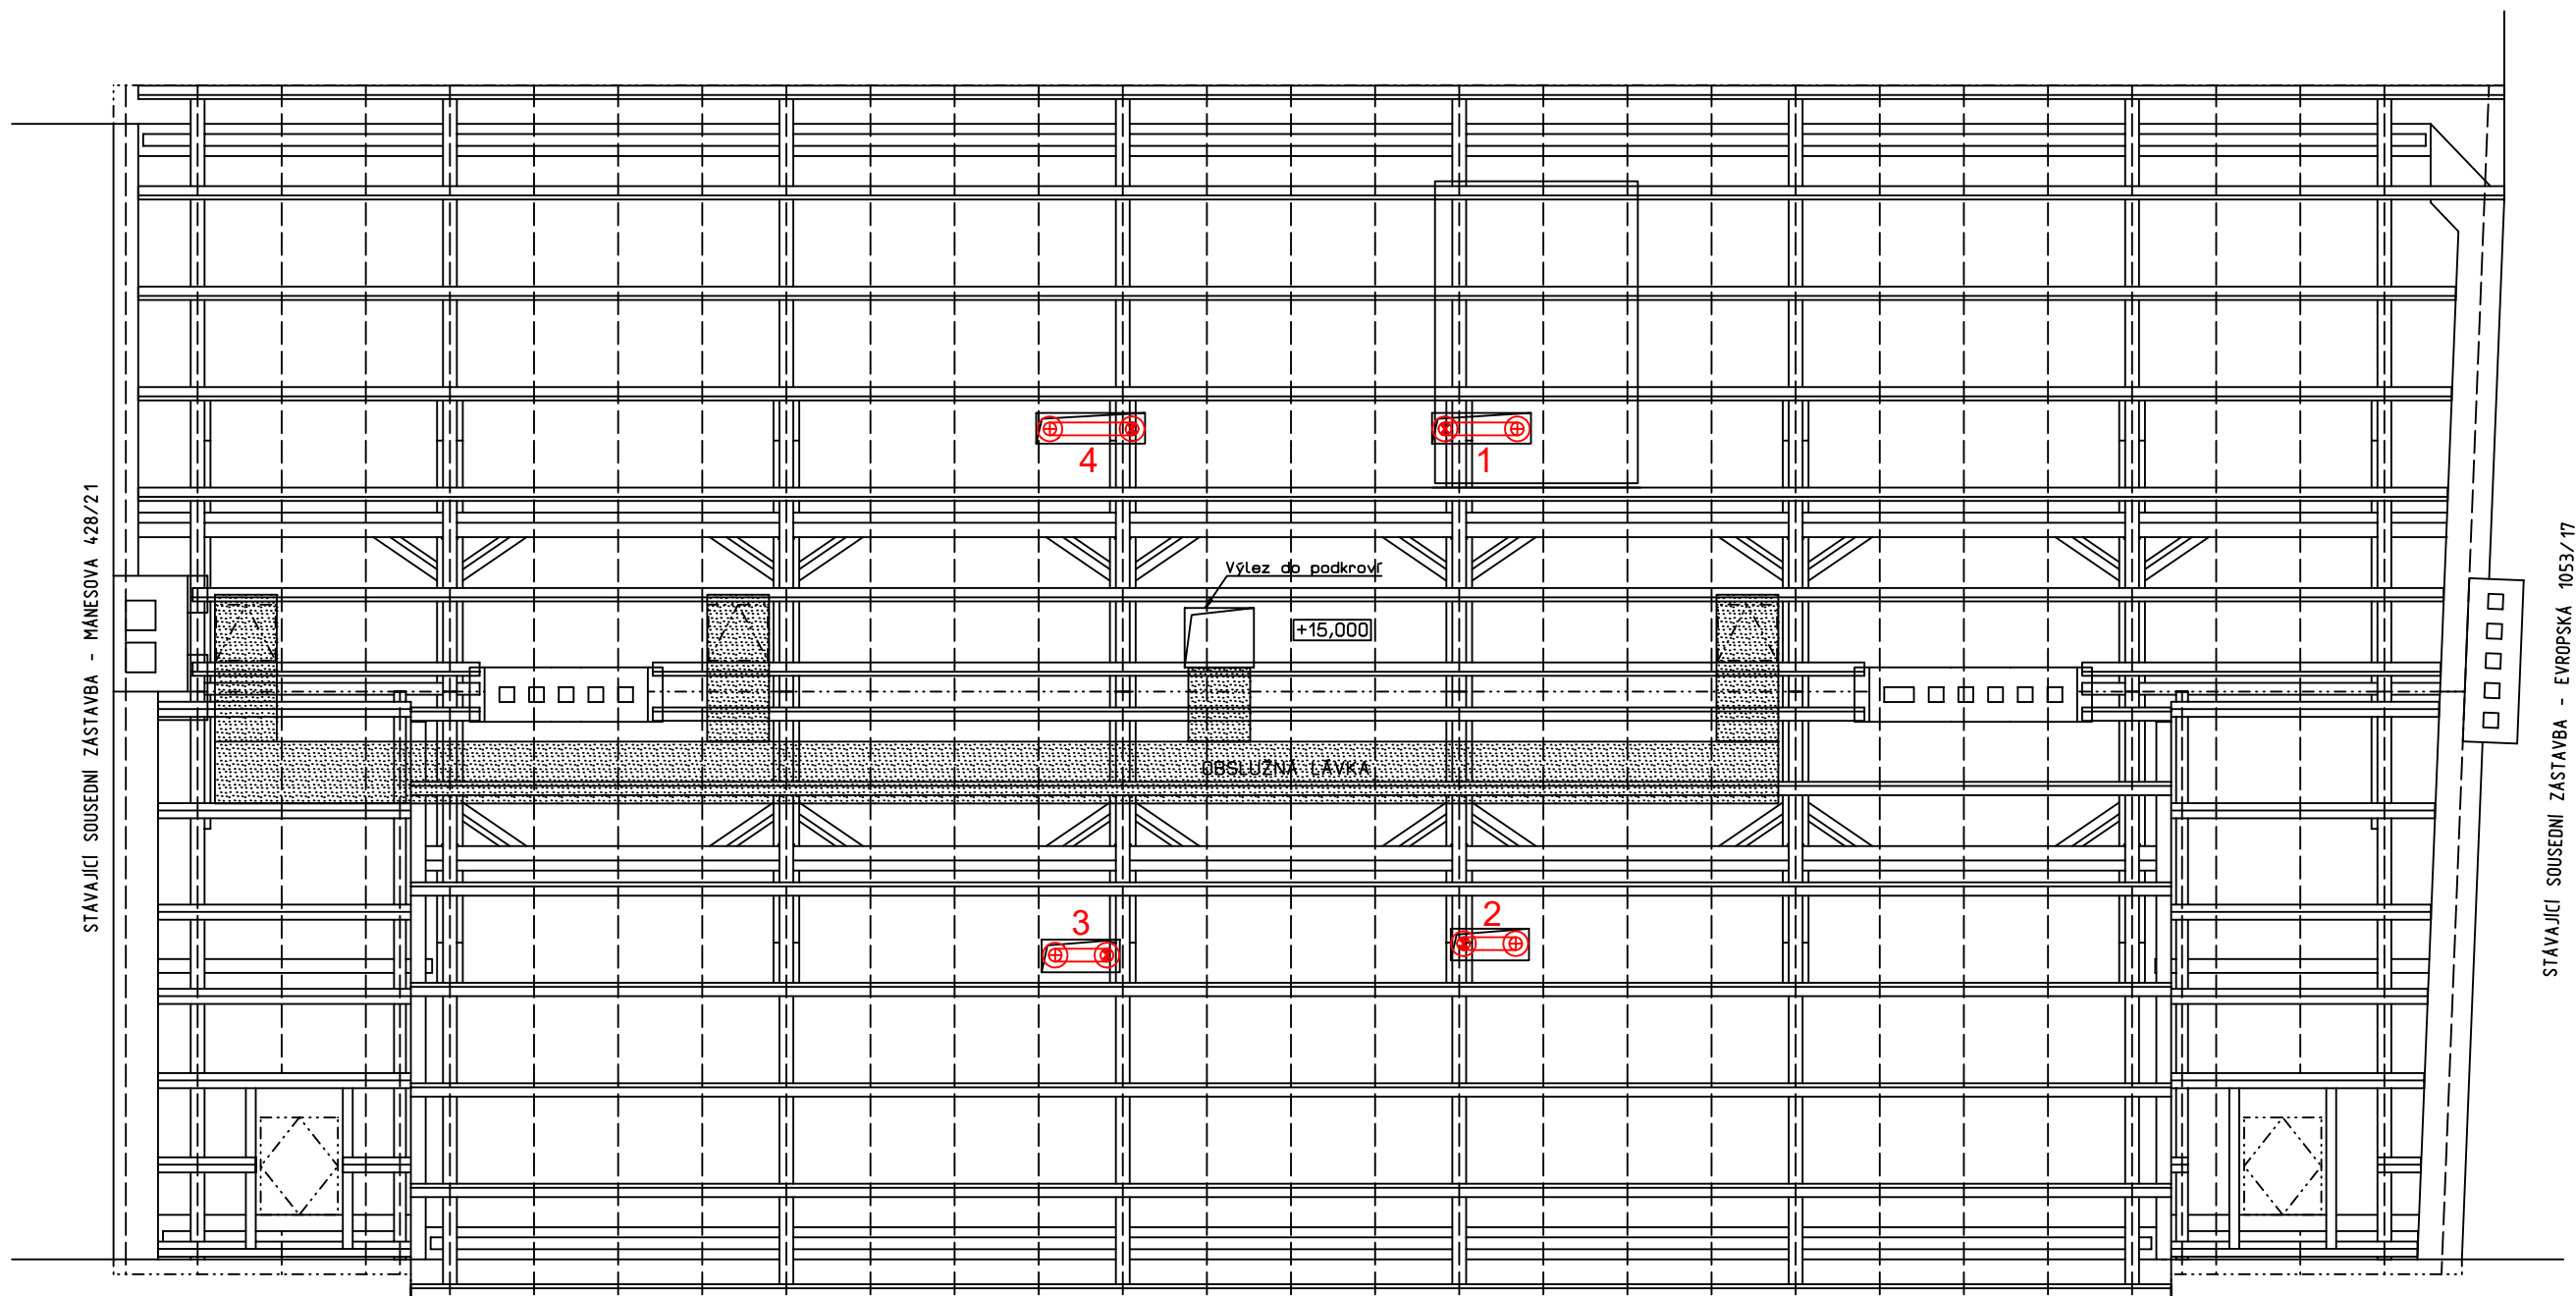 4
1
Výlez do podkroví
+15,000
STÁVAJÍCÍ SOUSEDNÍ ZÁSTAVBA - MÁNESOVA 428/21
STÁVAJÍCÍ SOUSEDNÍ ZÁSTAVBA - EVROPSKÁ 1053/17
OBSLUŽNÁ LÁVKA
3
2